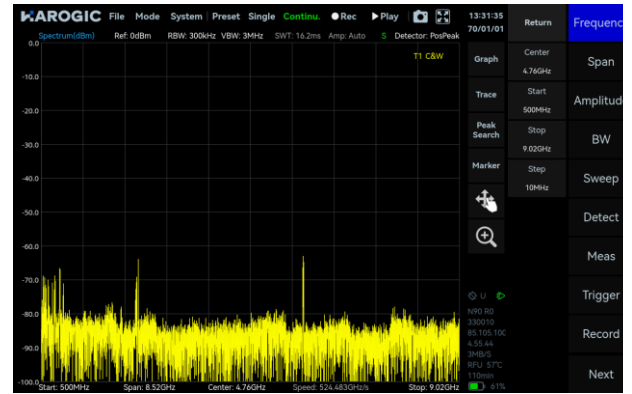 HAROGIC File Mode System Preset Single Continu. Rec Play 13:31:35 70/01/01
Spectrum(dBm) Ref: 0dBm RBW: 300kHz VBW: 3MHz SWT: 16.2ms Amp: Auto S Detector: PosPeak
T1 C&W
0.0
-10.0
-20.0
-30.0
-40.0
-50.0
-60.0
-70.0
-80.0
-90.0
-100.0
Start: 500MHz Span: 8.52GHz Center: 4.76GHz Speed: 524.483GHz/s Stop: 9.02GHz
Graph
Trace
Peak
Search
Marker
U
N90 R0
330010
85.105.10C
4.55.44
3MB/S
RFU 57℃
110min
61%
Return
Center
4.76GHz
Start
500MHz
Stop
9.02GHz
Step
10MHz
Frequenc
Span
Amplitud
BW
Sweep
Detect
Meas
Trigger
Record
Next